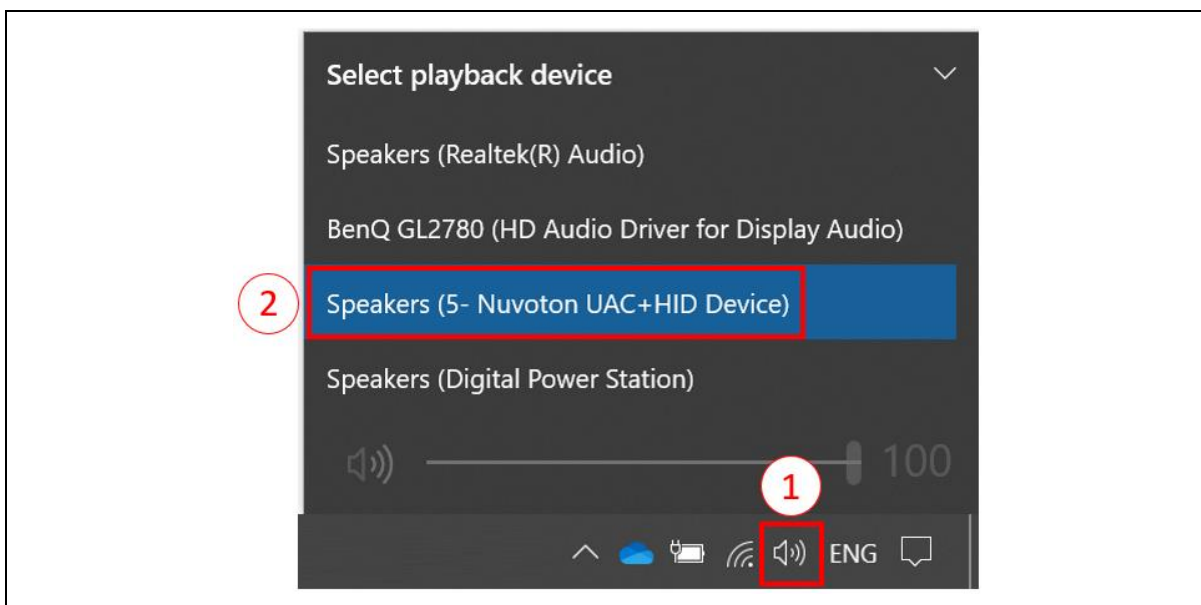 Select playback device
Speakers (Realtek(R) Audio)
BenQ GL2780 (HD Audio Driver for Display Audio)
2
Speakers (5- Nuvoton UAC+HID Device)
Speakers (Digital Power Station)
100
1
ENG